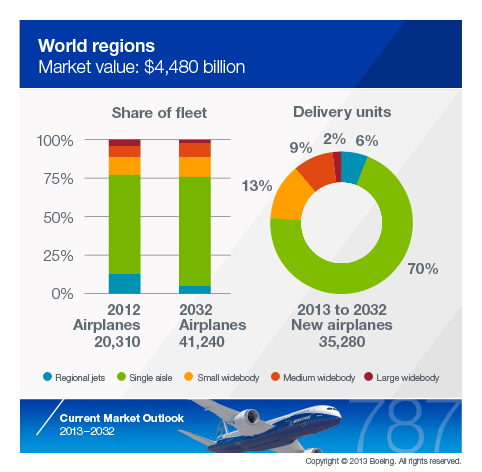 World regions
Market value: $4,480 billion
Share of fleet
Delivery units
100%
75%
50%
25%
0%
2012
Airplanes
20,310
2032
Airplanes
41,240
9%
2%
6%
13%
70%
2013 to 2032
New airplanes
35,280
Regional jets
Single aisle
Small widebody
Medium widebody
Large widebody
Current Market Outlook
2013–2032
787
Copyright © 2013 Boeing. All rights reserved.